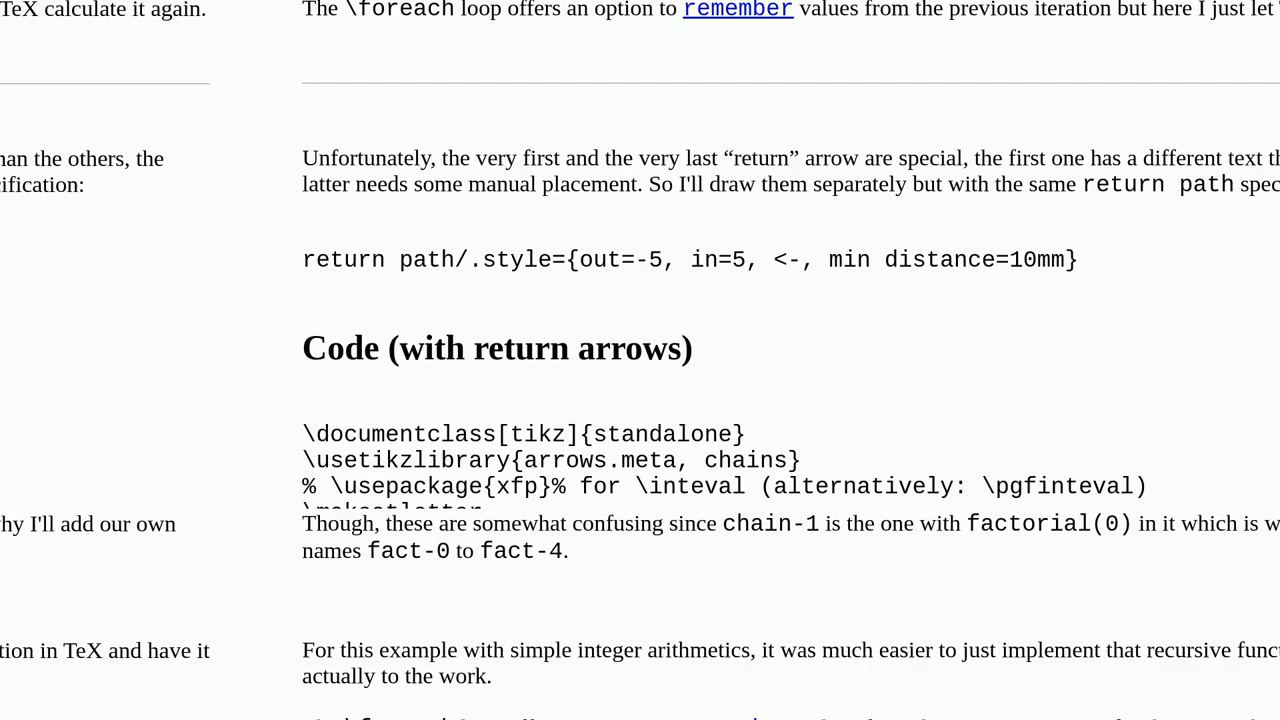 TeX calculate it again.
han the others, the
ification:
hy I'll add our own
tion in TeX and have it
The \foreach loop offers an option to remember values from the previous iteration but here I just let
Unfortunately, the very first and the very last “return” arrow are special, the first one has a different text th
latter needs some manual placement. So I'll draw them separately but with the same return path spec
return path/.style={out=-5, in=5, <-, min distance=10mm}
Code (with return arrows)
\documentclass[tikz]{standalone}
\usetikzlibrary{arrows.meta, chains}
% \usepackage{xfp}% for \inteval (alternatively: \pgfinteval)
Though, these are somewhat confusing since chain-1 is the one with factorial(0) in it which is w
names fact-0 to fact-4.
For this example with simple integer arithmetics, it was much easier to just implement that recursive func
actually to the work.